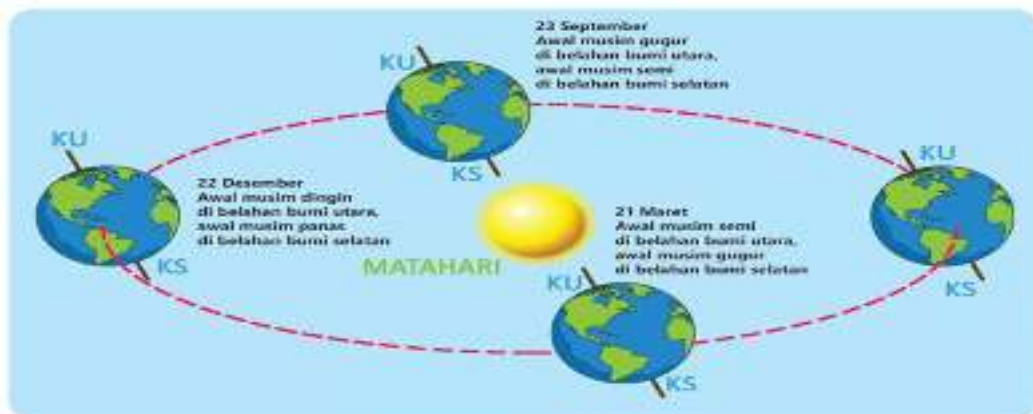 23 September
Awal musim gugur
di belahan bumi utara,
awal musim semi
di belahan bumi selatan
KU
KS
KU
KS
22 Desember
Awal musim dingin
di belahan bumi utara,
awal musim panas
di belahan bumi selatan
KU
KS
21 Maret
Awal musim semi
di belahan bumi utara,
awal musim gugur
di belahan bumi selatan
MATAHARI
KU
KS